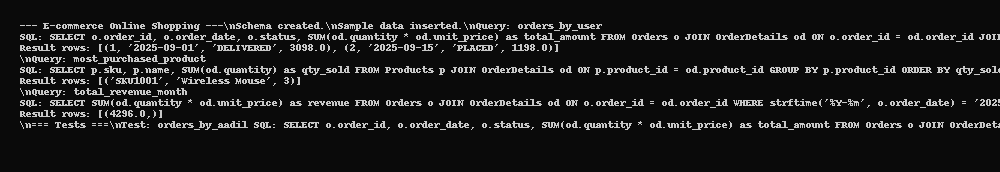 --- E-commerce Online Shopping ---\nSchema created.\nSample data inserted.\nQuery: orders_by_user
SQL: SELECT o.order_id, o.order_date, o.status, SUM(od.quantity * od.unit_price) as total_amount FROM Orders o JOIN OrderDetails od ON o.order_id = od.order_id JOI
Result rows: [(1, '2025-09-01', 'DELIVERED', 3098.0), (2, '2025-09-15', 'PLACED', 1198.0)]
\nQuery: most_purchased_product
SQL: SELECT p.sku, p.name, SUM(od.quantity) as qty_sold FROM Products p JOIN OrderDetails od ON p.product_id = od.product_id GROUP BY p.product_id ORDER BY qty_sol
Result rows: [('SKU1001', 'Wireless Mouse', 3)]
\nQuery: total_revenue_month
SQL: SELECT SUM(od.quantity * od.unit_price) as revenue FROM Orders o JOIN OrderDetails od ON o.order_id = od.order_id WHERE strftime('%Y-%m', o.order_date) = '202
Result rows: [(4296.0,)]
\n=== Tests ===\nTest: orders_by_aadil SQL: SELECT o.order_id, o.order_date, o.status, SUM(od.quantity * od.unit_price) as total_amount FROM Orders o JOIN OrderDeta